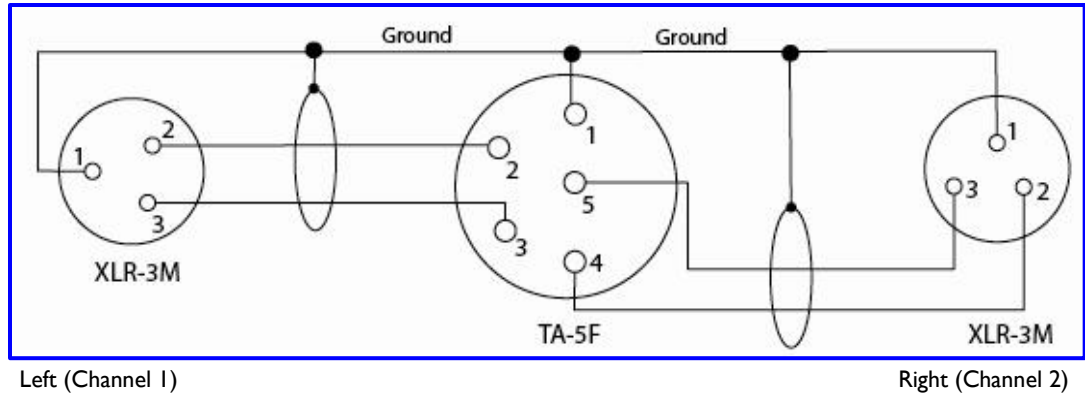 Ground Ground
1
2
3
XLR-3M
1
2
5
3
4
TA-5F
1
3 2
XLR-3M
Left (Channel 1)
Right (Channel 2)